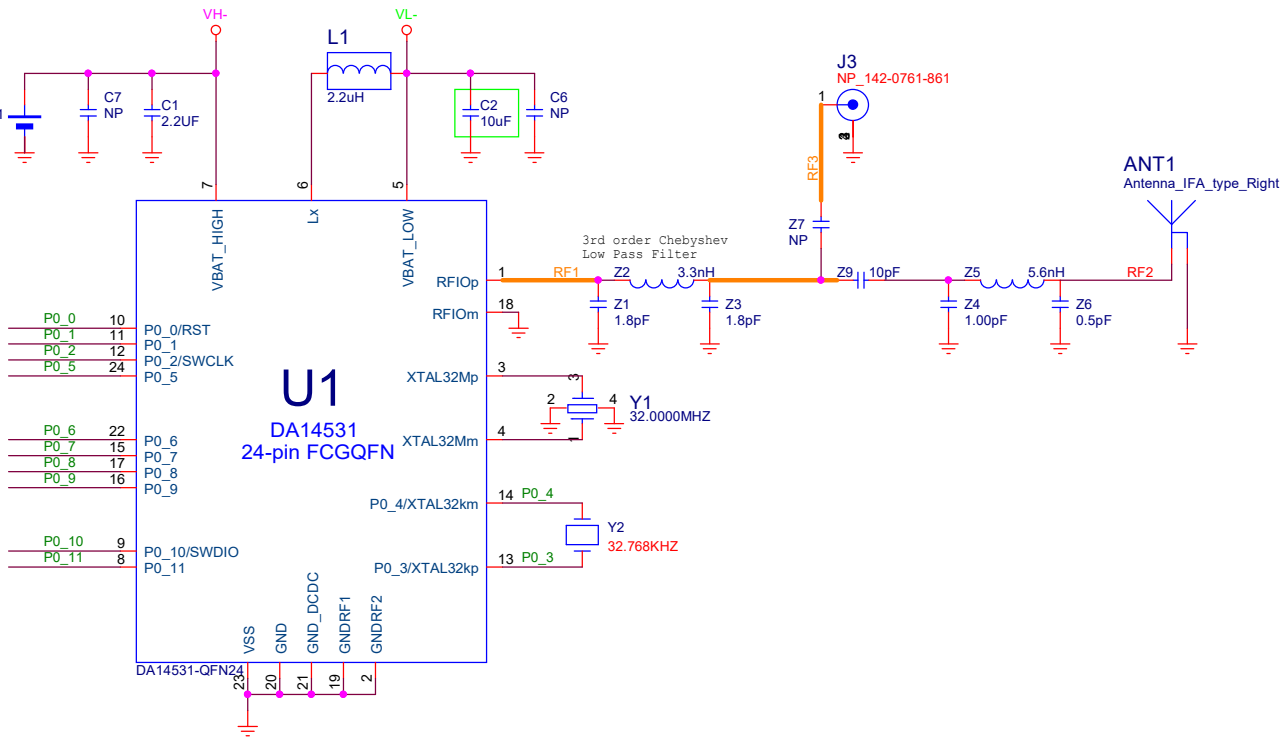 VH-
VL-
L1
2.2uH
C7
NP
C1
2.2UF
C2
10uF
C6
NP
J3
NP_142-0761-861
1
RF3
Z7
NP
ANT1
Antenna_IFA_type_Right
7
6
5
VBAT_HIGH
Lx
VBAT_LOW
3rd order Chebyshev
Low Pass Filter
RFIOp
1
RF1
Z2
3.3nH
Z9
10pF
Z5
5.6nH
RF2
Z1
1.8pF
Z3
1.8pF
Z4
1.00pF
Z6
0.5pF
RFIOm
18
P0_0
10
P0_0/RST
P0_1
11
P0_1
P0_2
12
P0_2/SWCLK
P0_5
24
P0_5
P0_6
22
P0_6
P0_7
15
P0_7
P0_8
17
P0_8
P0_9
16
P0_9
P0_10
9
P0_10/SWDIO
P0_11
8
P0_11
U1
DA14531
24-pin FCGQFN
XTAL32Mp
3
3
2
4
Y1
32.0000MHZ
XTAL32Mm
4
1
P0_4/XTAL32km
14
P0_4
Y2
32.768KHZ
P0_3/XTAL32kp
13
P0_3
VSS
GND
GND_DCDC
GNDRF1
GNDRF2
DA14531-QFN24
23
20
21
19
2